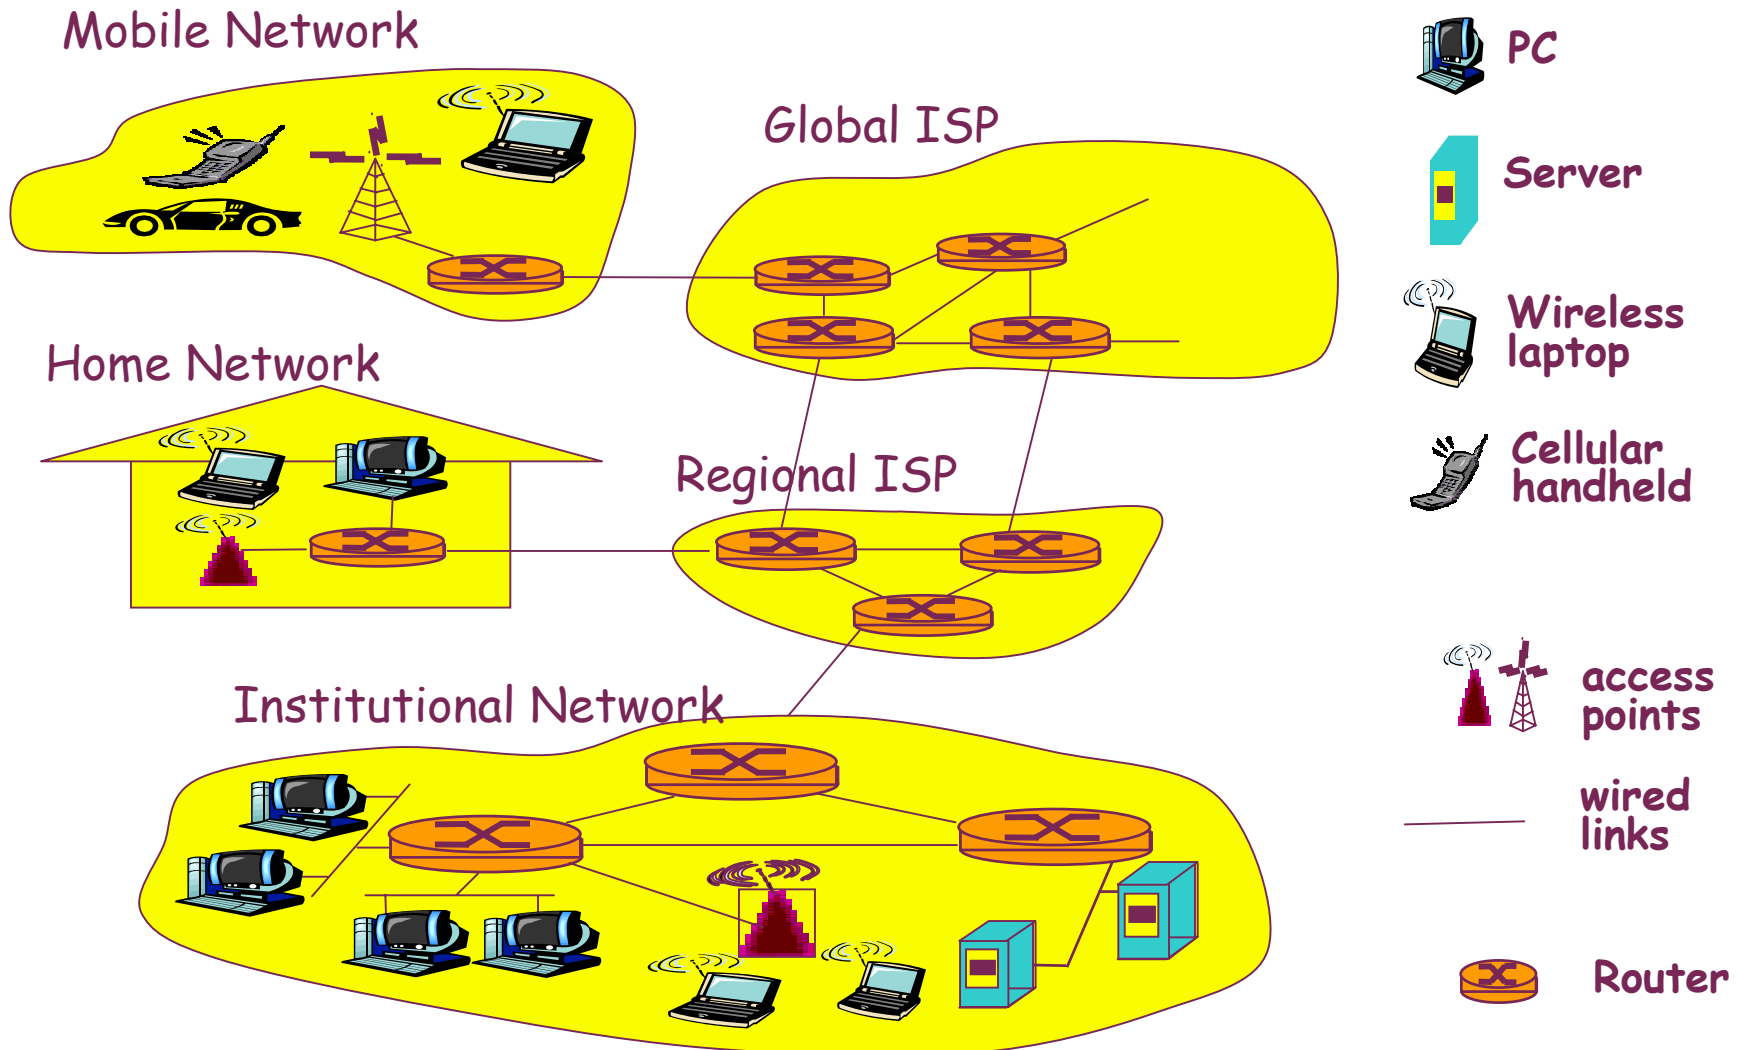 Mobile Network
Global ISP
Home Network
Regional ISP
Institutional Network
PC
Server
Wireless
laptop
Cellular
handheld
access
points
wired
links
Router